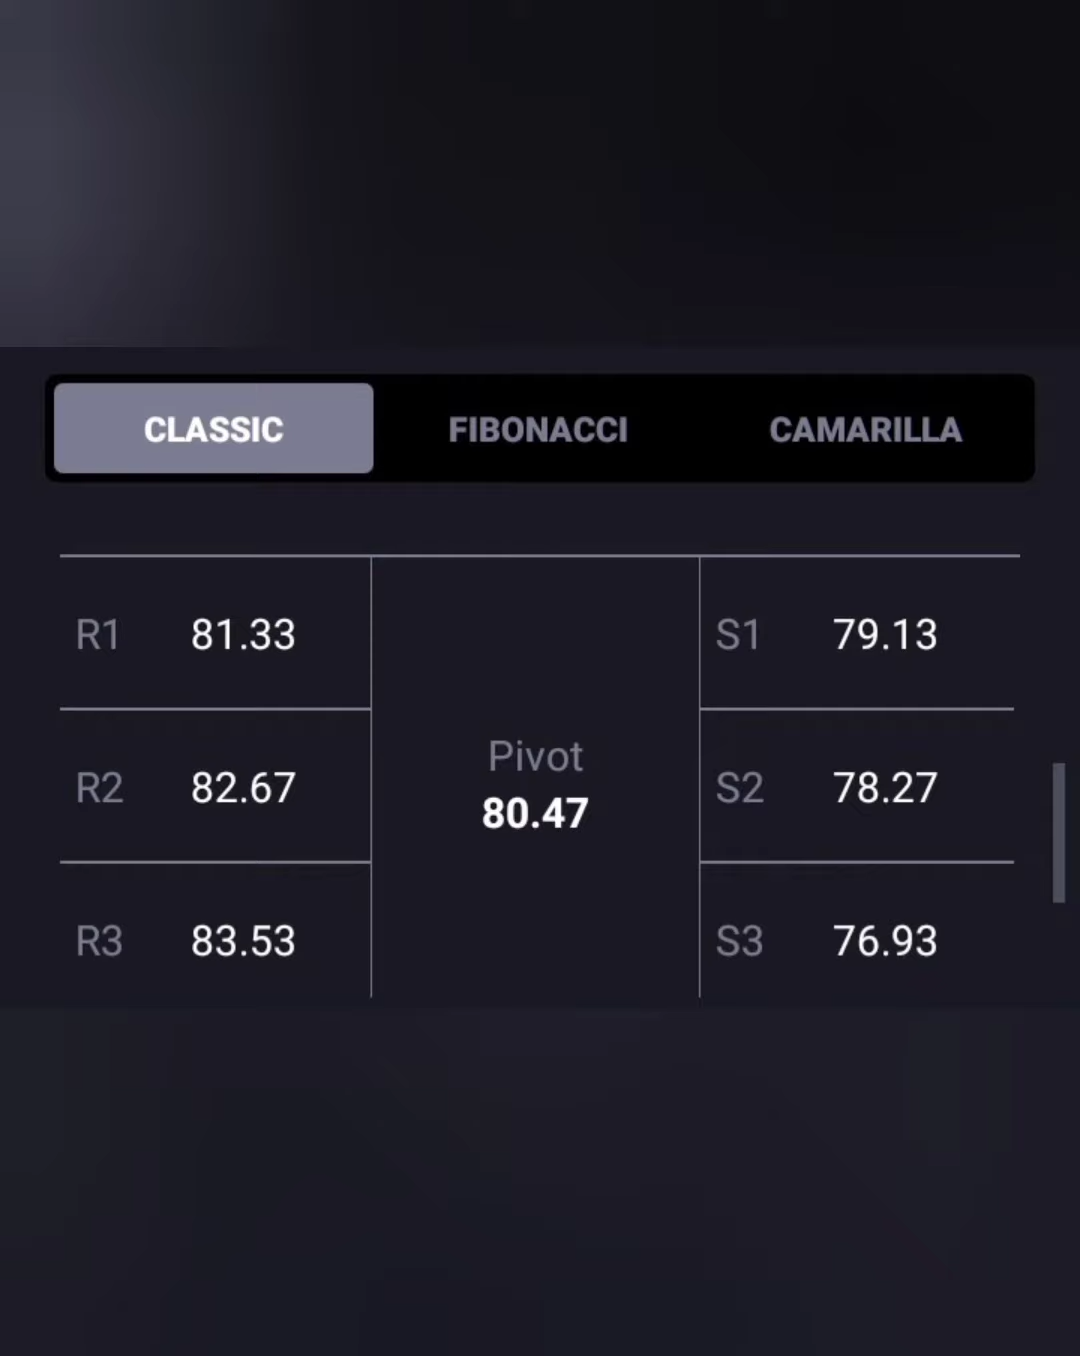 CLASSIC FIBONACCI CAMARILLA
R1 81.33 S1 79.13
Pivot
R2 82.67 80.47 S2 78.27
R3 83.53 S3 76.93